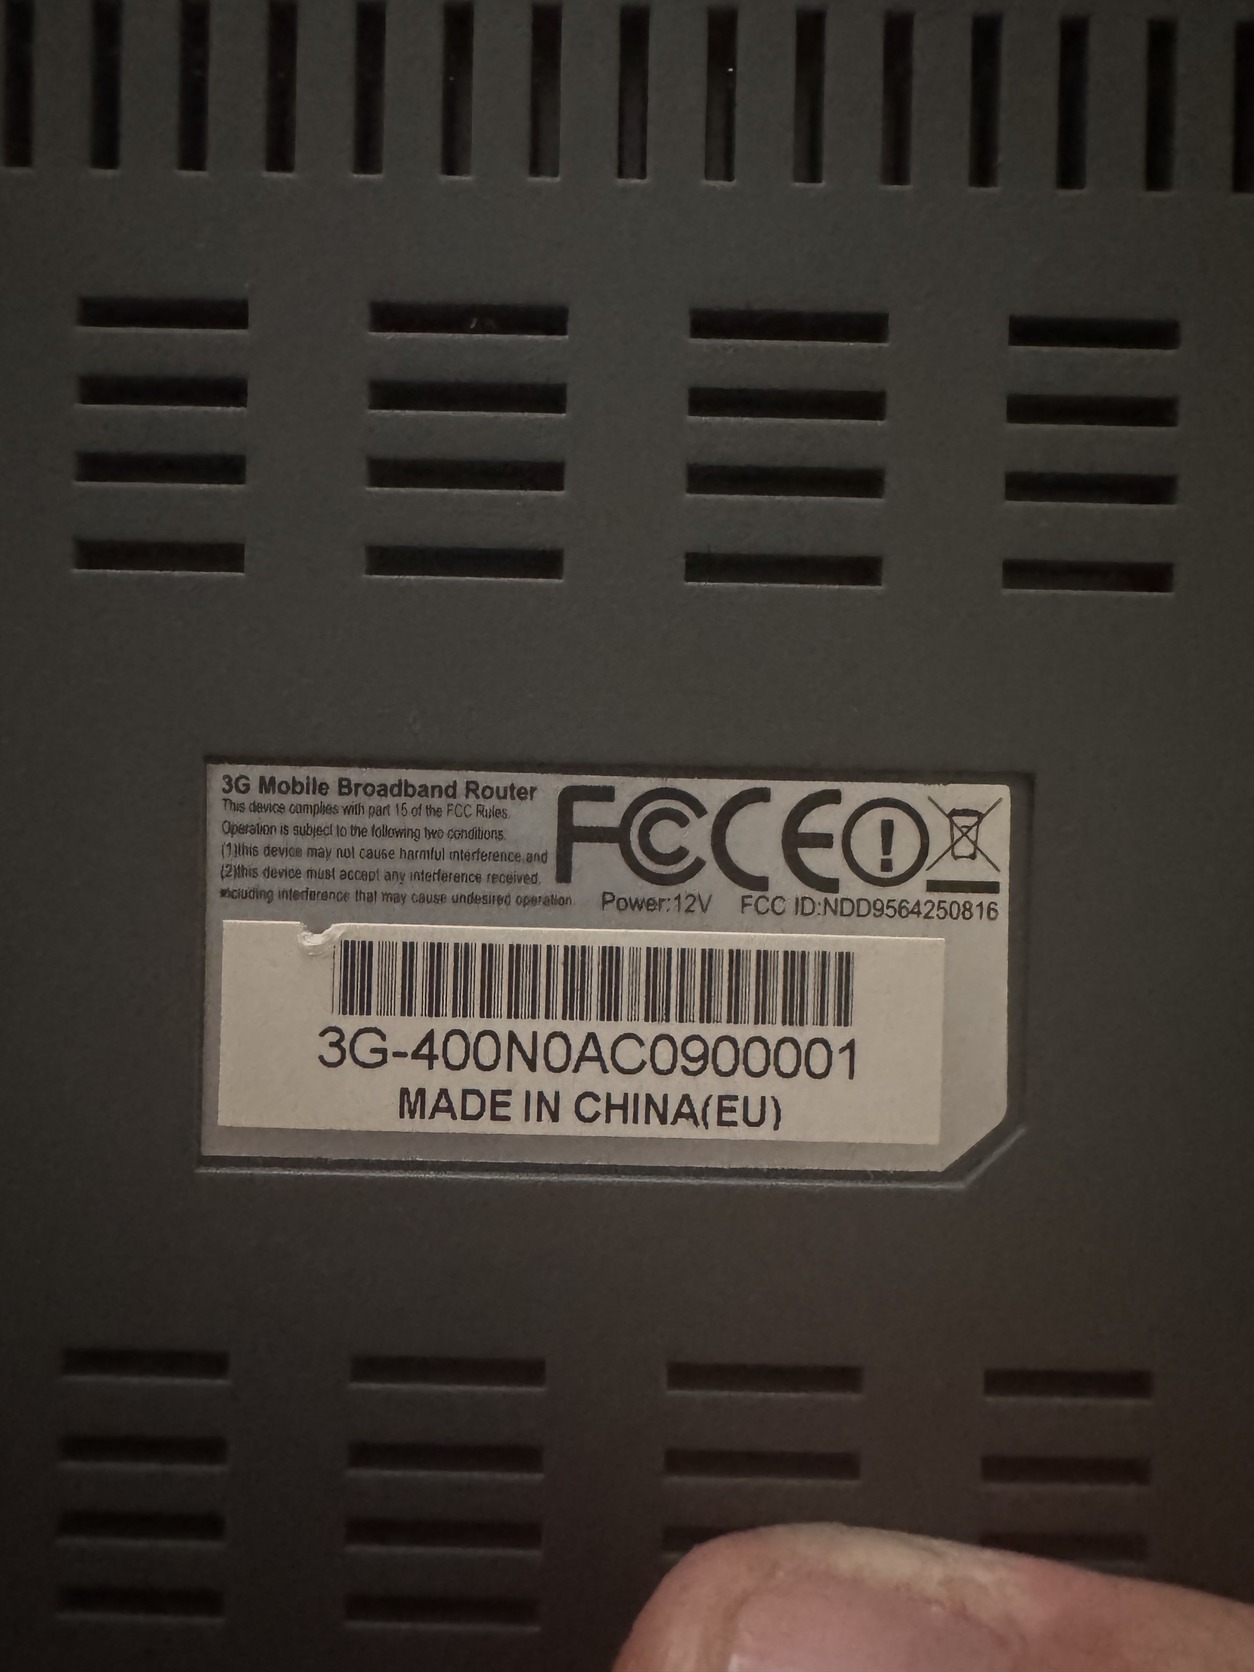 3G Mobile Broadband Router
This device complies with part 15 of the FCC Rules.
Operation is subject to the following two conditions.
(1)this device may not cause harmful interference and
(2)this device must accept any interference received,
including interference that may cause undesired operation
FC CE
Power:12V FCC ID:NDD9564250816
3G-400N0AC0900001
MADE IN CHINA(EU)